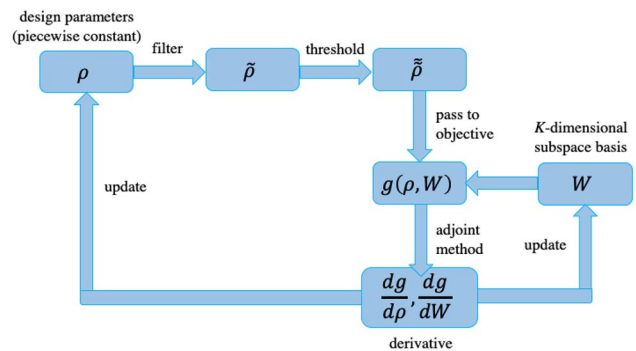 design parameters
(piecewise constant)
filter
threshold
ρ
ρ̃
ρ̃̃
pass to
objective
K-dimensional
subspace basis
g(ρ, W)
W
update
adjoint
method
update
dg/dρ, dg/dW
derivative